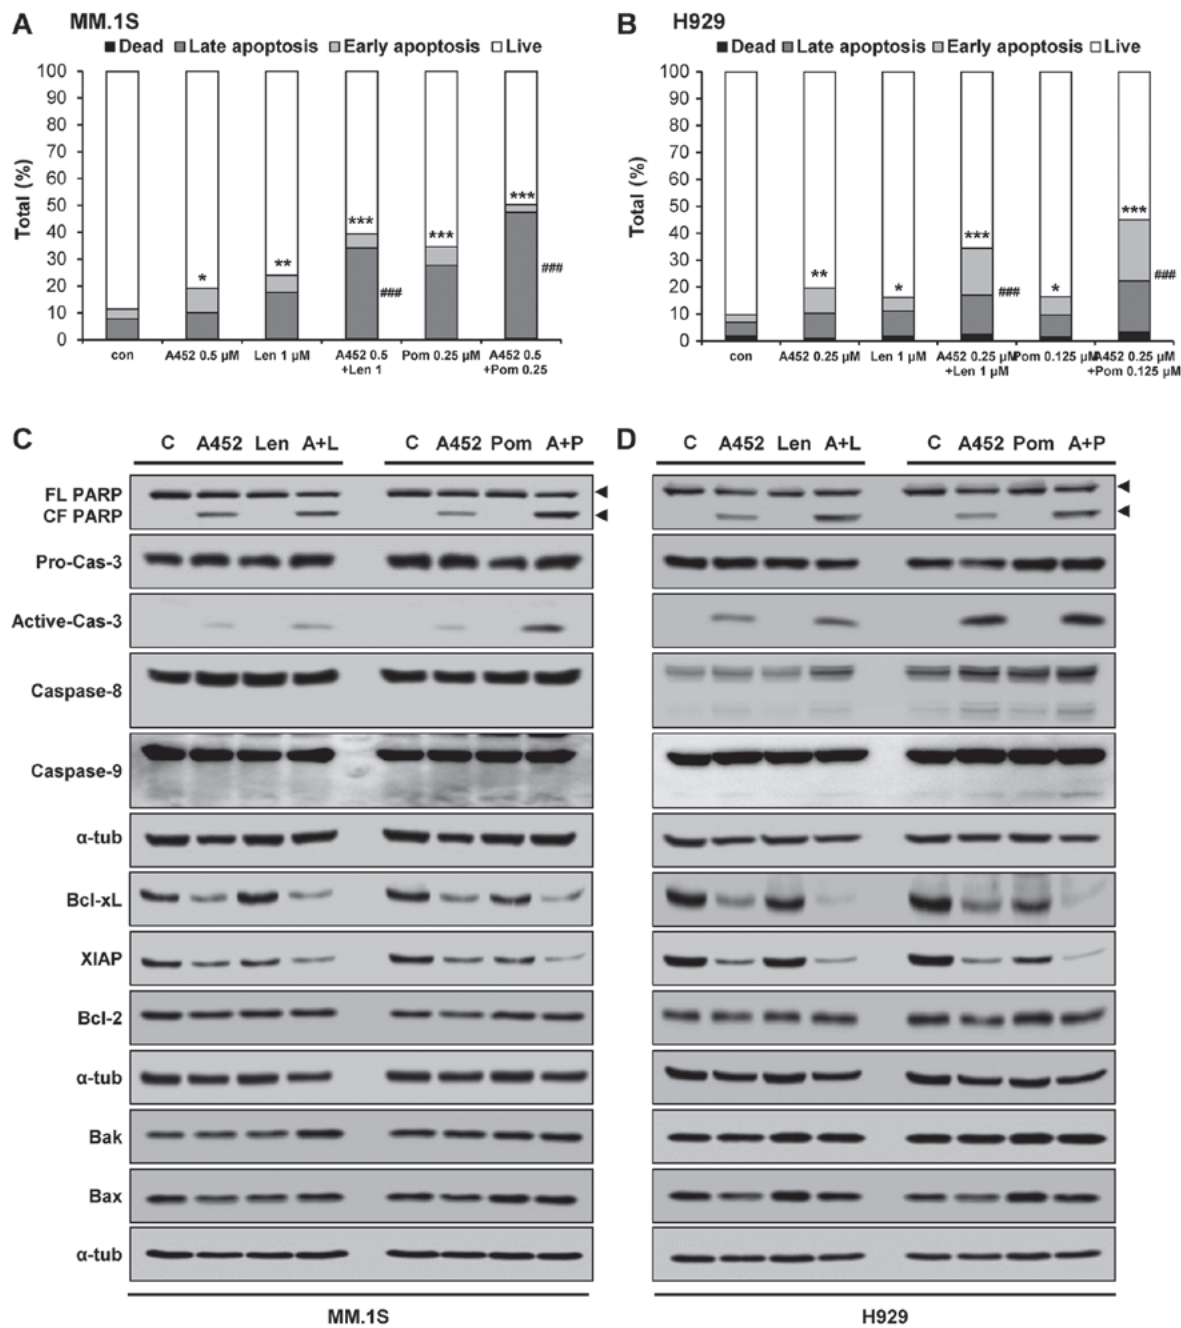 A MM.1S
■ Dead ■ Late apoptosis ■ Early apoptosis □ Live
Total (%)
100
90
80
70
60
50
40
30
20
10
0
*
**
***
###
***
***
###
con
A452 0.5 µM
Len 1 µM
A452 0.5
+Len 1
Pom 0.25 µM
A452 0.5
+Pom 0.25
B H929
■ Dead ■ Late apoptosis ■ Early apoptosis □ Live
Total (%)
100
90
80
70
60
50
40
30
20
10
0
**
*
***
###
*
***
###
con
A452 0.25 µM
Len 1 µM
A452 0.25 µM
+Len 1 µM
Pom 0.125 µM
A452 0.25 µM
+Pom 0.125 µM
C
C A452 Len A+L C A452 Pom A+P
FL PARP
CF PARP
Pro-Cas-3
Active-Cas-3
Caspase-8
Caspase-9
α-tub
Bcl-xL
XIAP
Bcl-2
α-tub
Bak
Bax
α-tub
MM.1S
D
C A452 Len A+L C A452 Pom A+P
H929